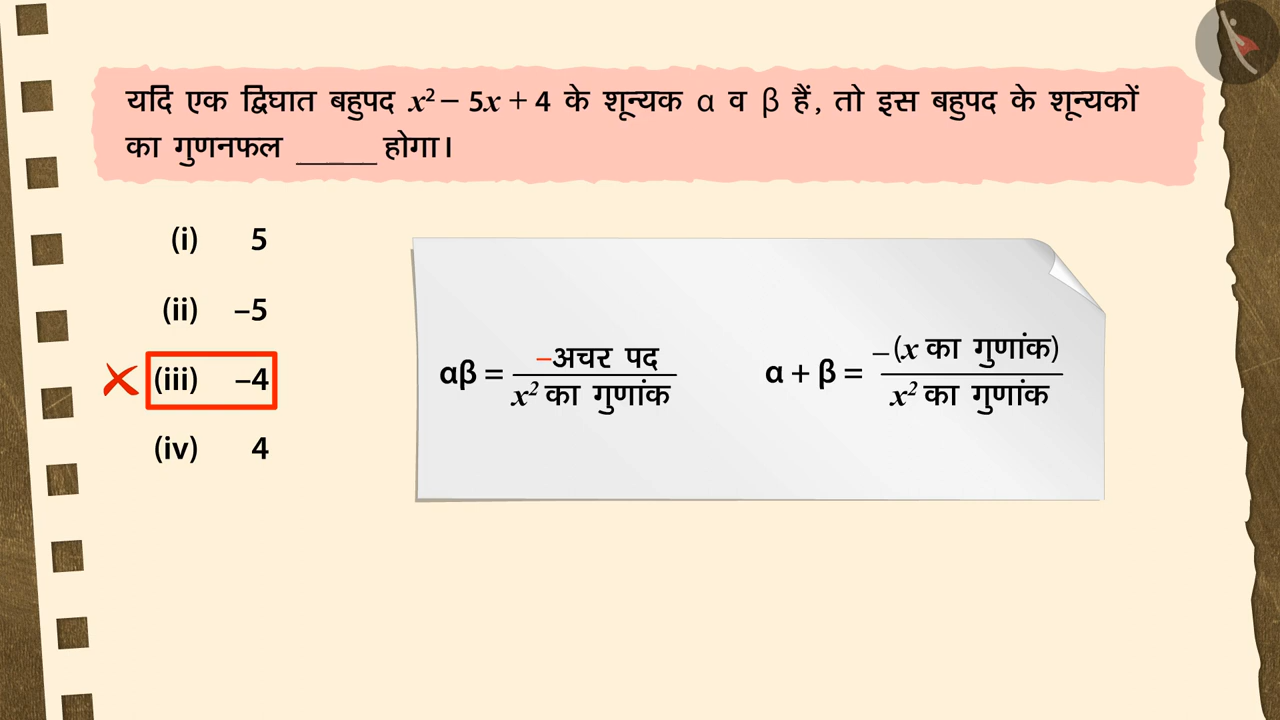 यदि एक द्विघात बहुपद x² – 5x + 4 के शून्यक α व β हैं, तो इस बहुपद के शून्यकों
का गुणनफल _____ होगा।
(i) 5
(ii) –5
(iii) –4
(iv) 4
αβ = –अचर पद / x² का गुणांक
α + β = –(x का गुणांक) / x² का गुणांक